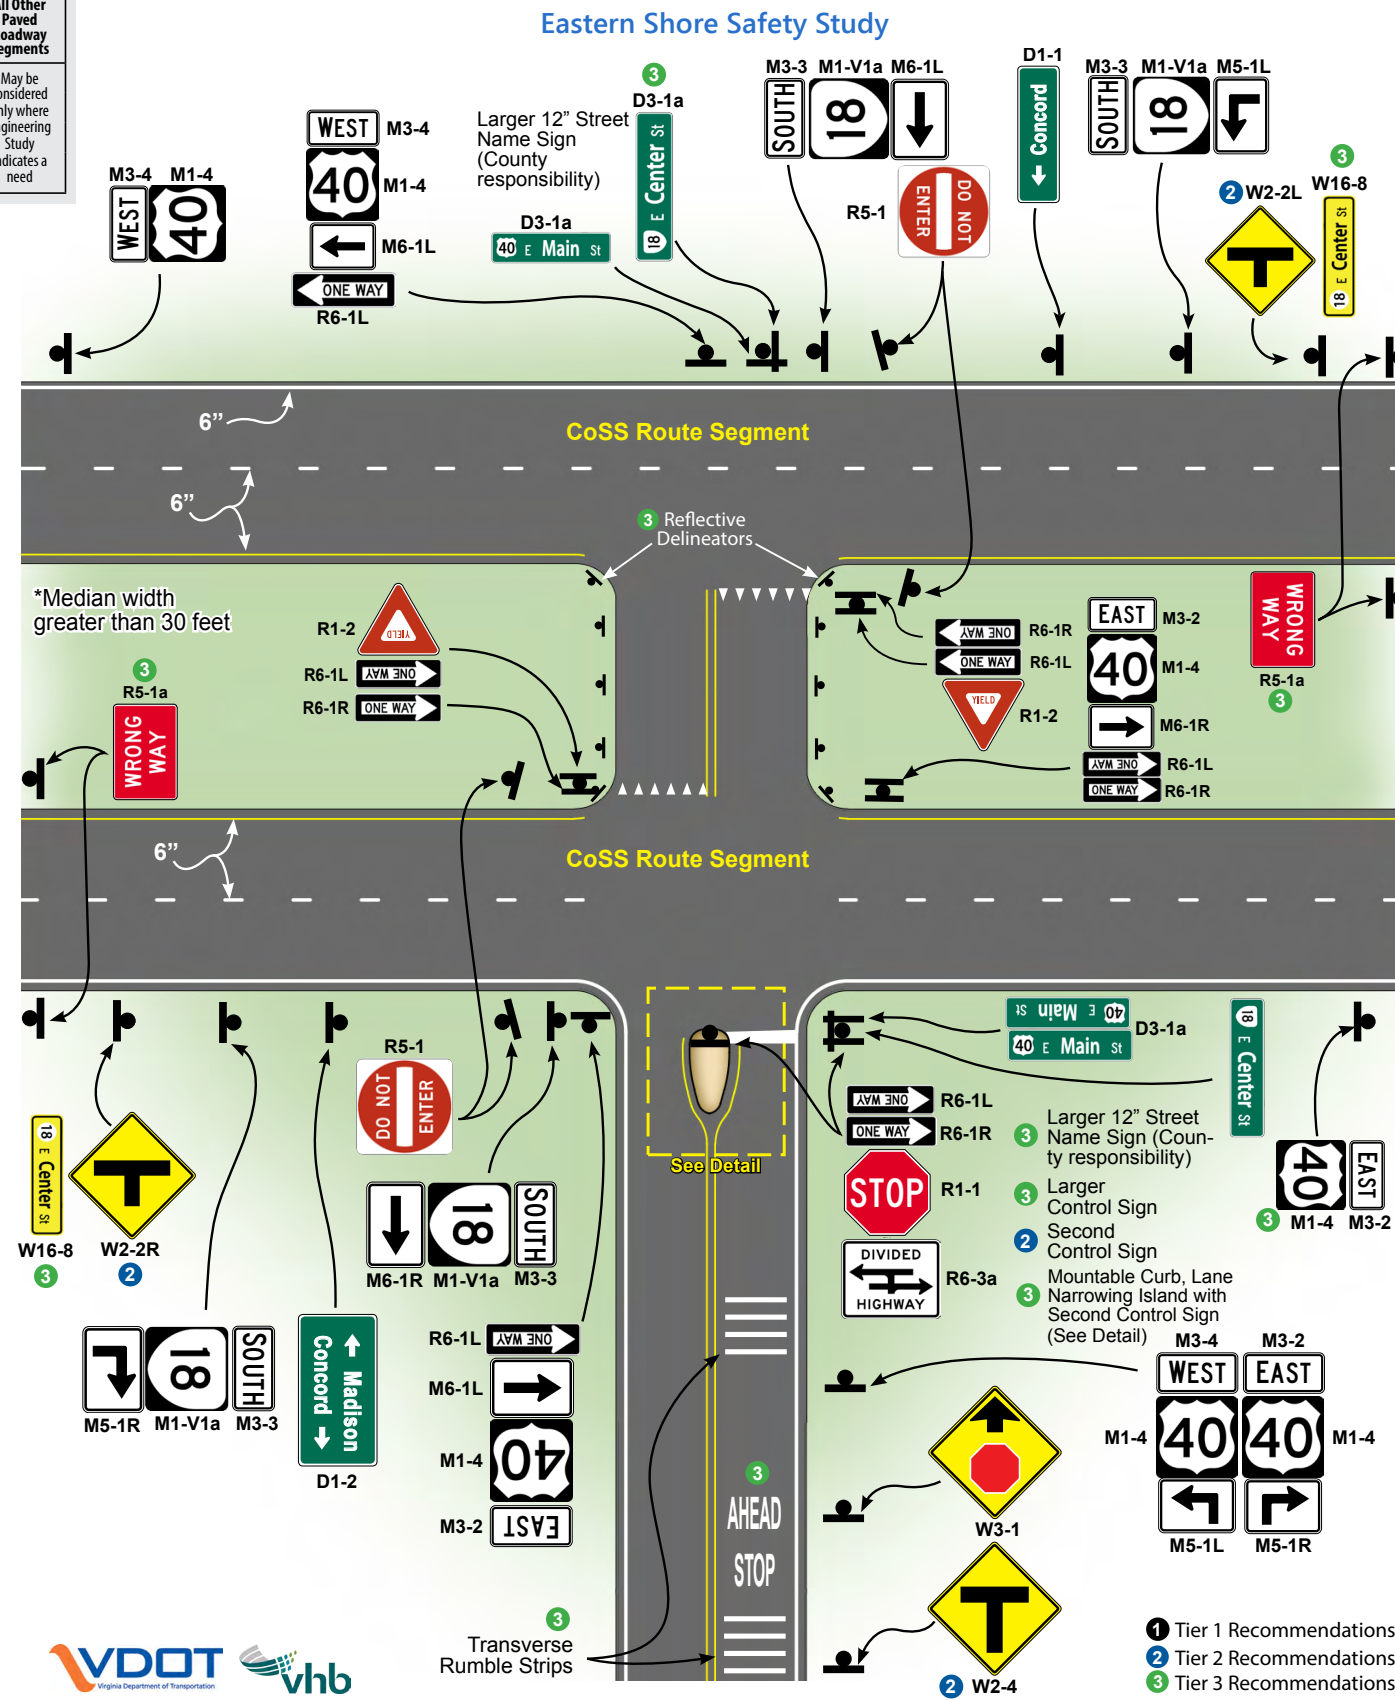 All Other
Paved
Roadway
Segments
May be
considered
only where
engineering
Study
indicates a
need
Eastern Shore Safety Study
M3-4 M1-4
WEST
40
WEST M3-4
40 M1-4
M6-1L
ONE WAY
R6-1L
Larger 12” Street
Name Sign
(County
responsibility)
D3-1a
40 E Main St
3
D3-1a
18 E Center St
M3-3 M1-V1a M6-1L
SOUTH
18
R5-1
DO NOT
ENTER
D1-1
Concord
M3-3 M1-V1a M5-1L
SOUTH
18
2 W2-2L
3
W16-8
18 E Center St
6”
CoSS Route Segment
6”
3 Reflective
Delineators
*Median width
greater than 30 feet
R1-2
YIELD
R6-1L ONE WAY
R6-1R ONE WAY
3
R5-1a
WRONG
WAY
ONE WAY R6-1R
ONE WAY R6-1L
YIELD
R1-2
EAST M3-2
40 M1-4
M6-1R
ONE WAY R6-1L
ONE WAY R6-1R
WRONG
WAY
R5-1a
3
6”
CoSS Route Segment
See Detail
R5-1
DO NOT
ENTER
18 E Center St
W16-8
3
W2-2R
2
M6-1R M1-V1a M3-3
18
SOUTH
M5-1R M1-V1a M3-3
18
SOUTH
Madison
Concord
D1-2
R6-1L ONE WAY
M6-1L
M1-4 40
M3-2 EAST
40 E Main St
40 E Main St
D3-1a
18 E Center St
ONE WAY R6-1L
ONE WAY R6-1R
STOP R1-1
DIVIDED
HIGHWAY
R6-3a
3 Larger 12” Street
Name Sign (Coun-
ty responsibility)
3 Larger
Control Sign
2 Second
Control Sign
3 Mountable Curb, Lane
Narrowing Island with
Second Control Sign
(See Detail)
40
EAST
3 M1-4 M3-2
M3-4 M3-2
WEST EAST
M1-4 40 40 M1-4
M5-1L M5-1R
W3-1
2 W2-4
3
AHEAD
STOP
3
Transverse
Rumble Strips
VDOT
Virginia Department of Transportation
vhb
1 Tier 1 Recommendations
2 Tier 2 Recommendations
3 Tier 3 Recommendations